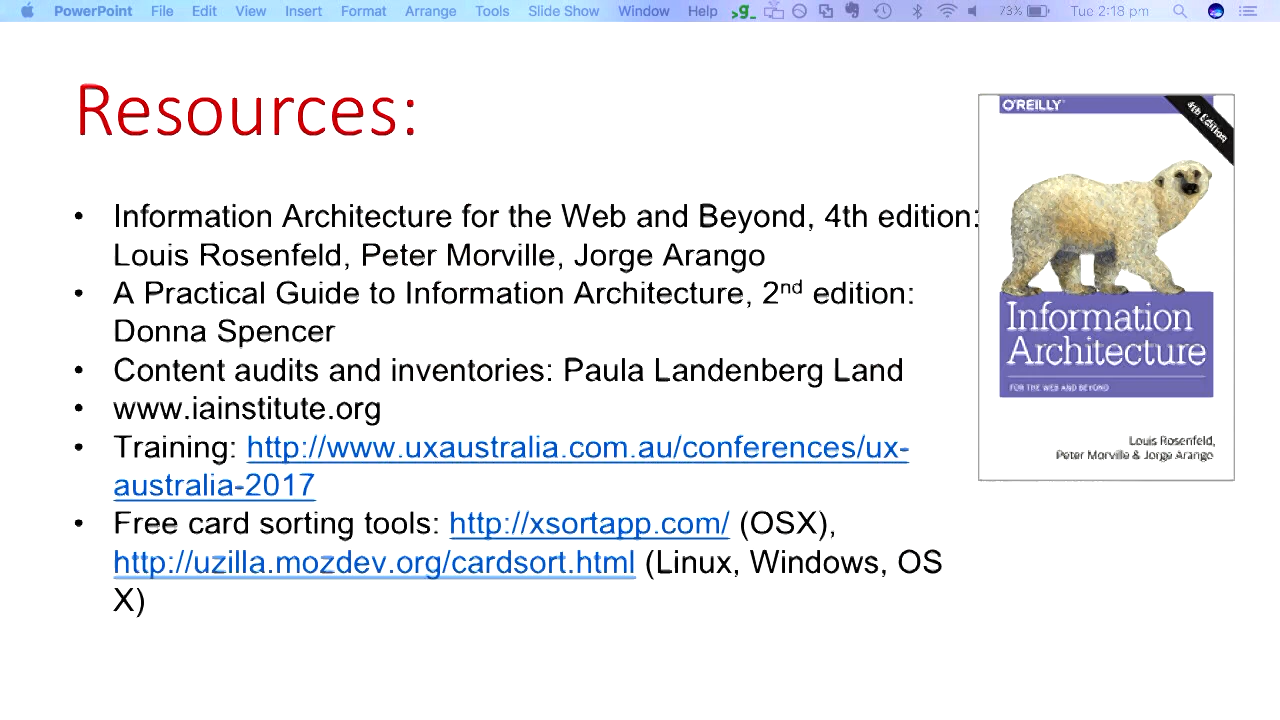 PowerPoint File Edit View Insert Format Arrange Tools Slide Show Window Help 73% Tue 2:18 pm
Resources:
• Information Architecture for the Web and Beyond, 4th edition:
Louis Rosenfeld, Peter Morville, Jorge Arango
• A Practical Guide to Information Architecture, 2nd edition:
Donna Spencer
• Content audits and inventories: Paula Landenberg Land
• www.iainstitute.org
• Training: http://www.uxaustralia.com.au/conferences/ux-
australia-2017
• Free card sorting tools: http://xsortapp.com/ (OSX),
http://uzilla.mozdev.org/cardsort.html (Linux, Windows, OS
X)
O'REILLY
4th Edition
Information
Architecture
FOR THE WEB AND BEYOND
Louis Rosenfeld,
Peter Morville & Jorge Arango